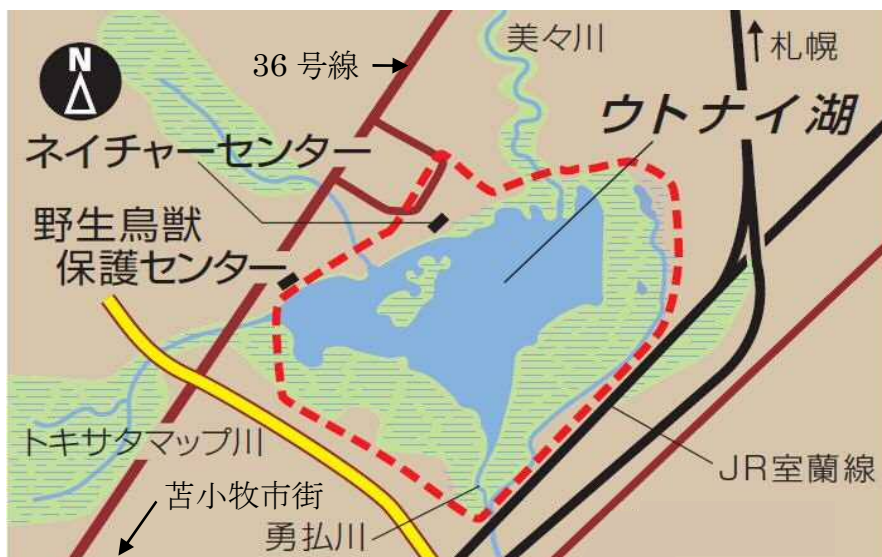 美々川
札幌
36 号線
N
ウトナイ湖
ネイチャーセンター
野生鳥獣
保護センター
トキサタマップ川
JR室蘭線
苫小牧市街
勇払川